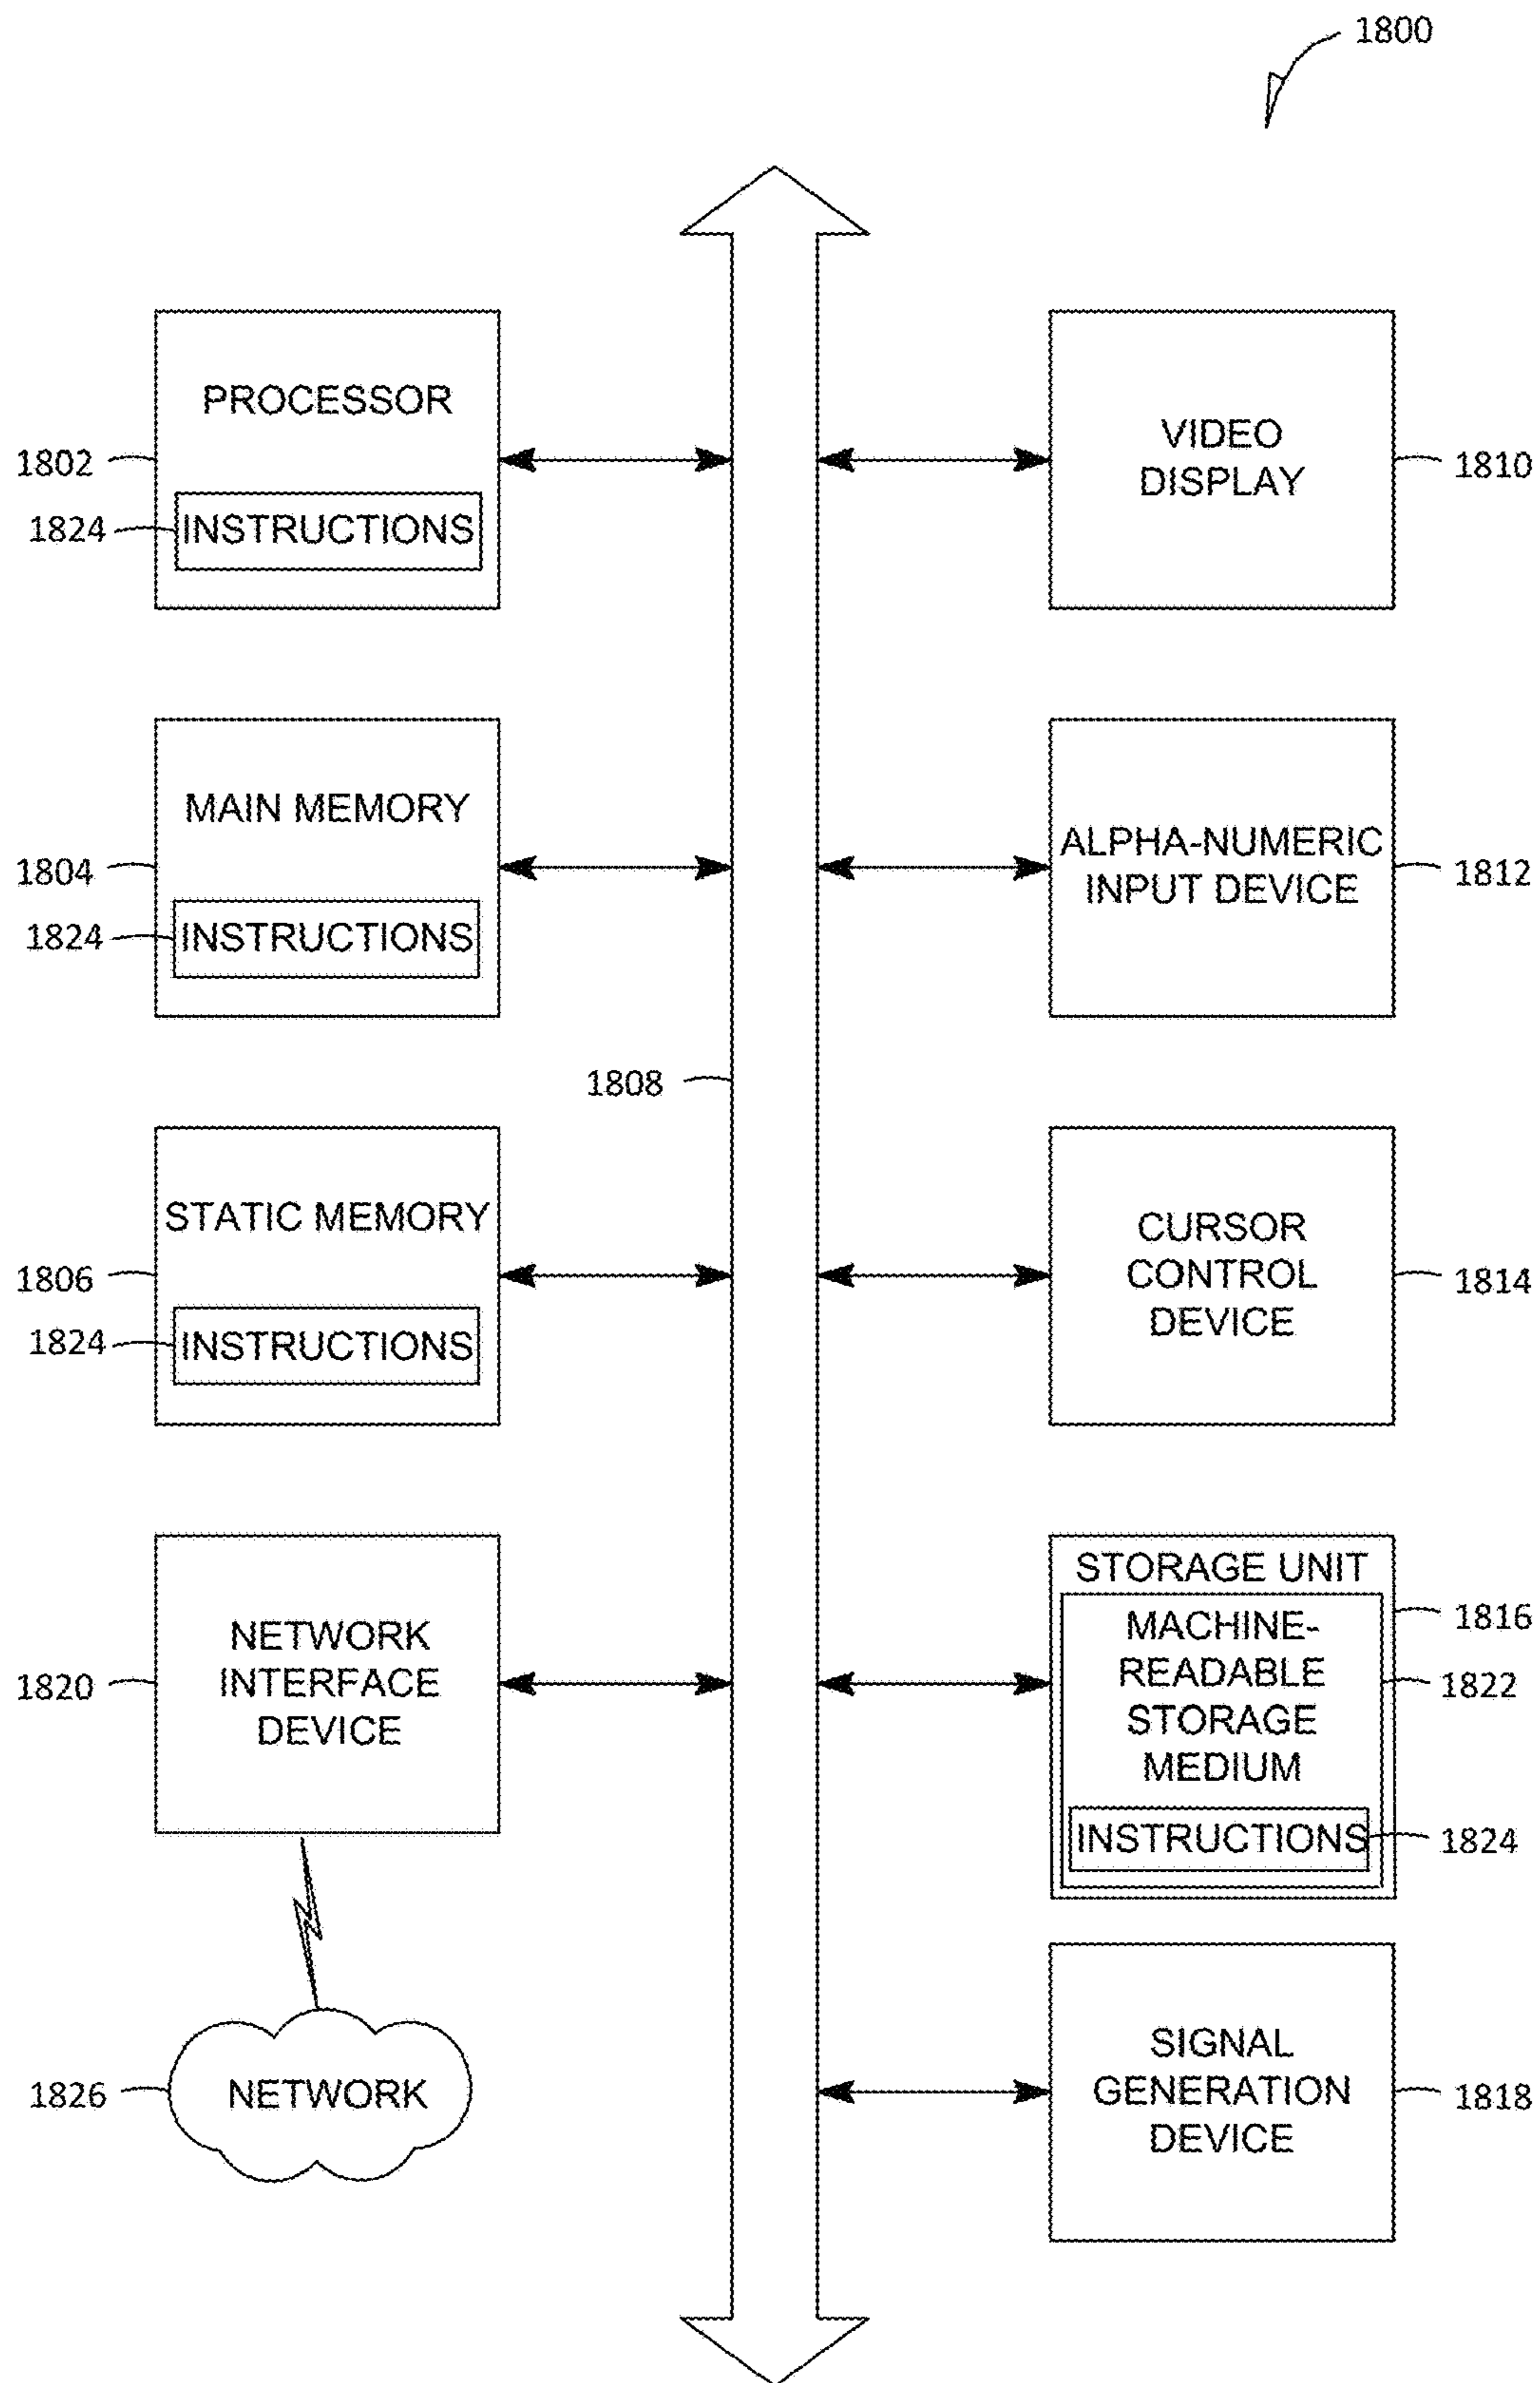 1800
PROCESSOR
1802
1824
INSTRUCTIONS
VIDEO
DISPLAY
1810
MAIN MEMORY
1804
1824
INSTRUCTIONS
ALPHA-NUMERIC
INPUT DEVICE
1812
1808
STATIC MEMORY
1806
1824
INSTRUCTIONS
CURSOR
CONTROL
DEVICE
1814
NETWORK
INTERFACE
DEVICE
1820
STORAGE UNIT
1816
MACHINE-
READABLE
STORAGE
MEDIUM
1822
INSTRUCTIONS
1824
NETWORK
1826
SIGNAL
GENERATION
DEVICE
1818